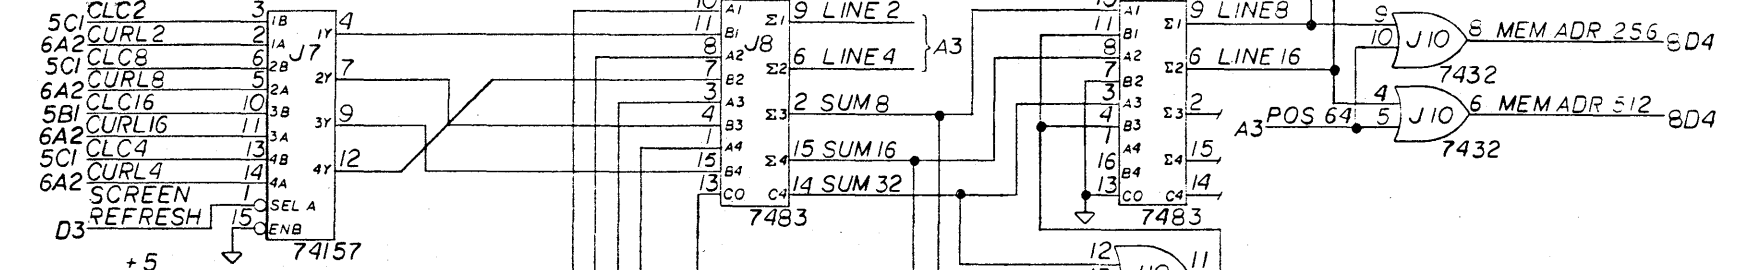 CLC2 3
5C1 1B 1Y 4
6A2 CURL2 2 1A J7
5C1 CLC8 6 2B
6A2 CURL8 5 2A 2Y 7
5B1 CLC16 10 3B
6A2 CURL16 11 3A 3Y 9
5C1 CLC4 13 4B
6A2 CURL4 14 4A 4Y 12
SCREEN 1 SEL A
REFRESH 15 ENB
D3
74157
+5
10 A1 Σ1 9 LINE 2
11 B1 J8 A3
8 A2 Σ2 6 LINE 4
7 B2
3 A3 Σ3 2 SUM 8
4 B3
1 A4 Σ4 15 SUM 16
15 B4
13 C0 C4 14 SUM 32
7483
A1 Σ1 9 LINE 8
11 B1
8 A2 Σ2 6 LINE 16
7 B2
3 A3 Σ3 2
4 B3
1 A4 Σ4 15
16 B4
13 C0 C4 14
7483
9 10 J10 8 MEM ADR 256 8D4
7432
A3 POS 64 4 5 J10 6 MEM ADR 512 8D4
7432
12 11